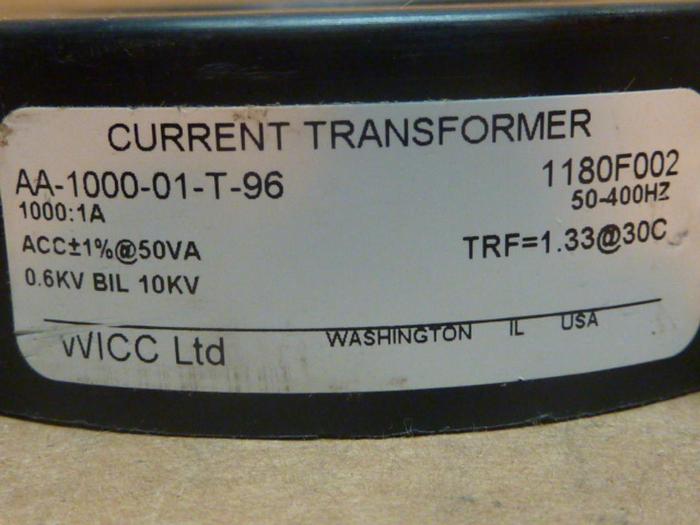 CURRENT TRANSFORMER
AA-1000-01-T-96 1180F002
1000:1A 50-400HZ
ACC±1%@50VA TRF=1.33@30C
0.6KV BIL 10KV
WICC Ltd WASHINGTON IL USA